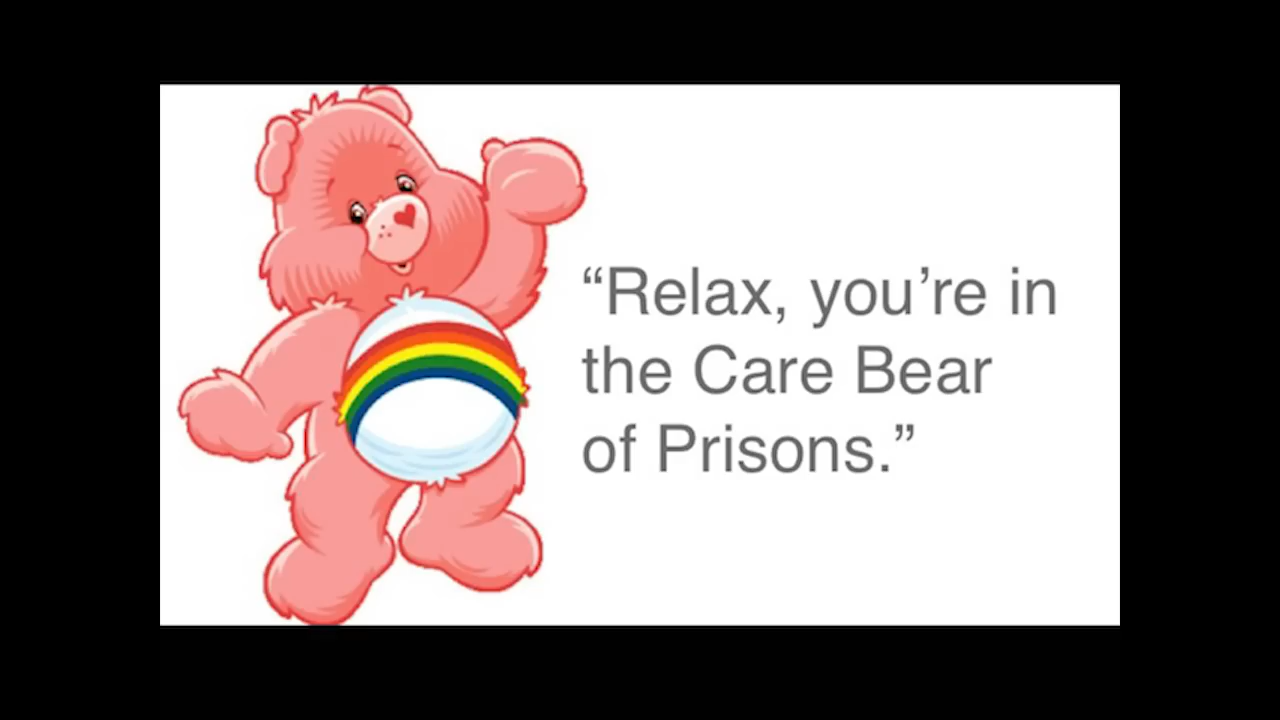 “Relax, you’re in
the Care Bear
of Prisons.”